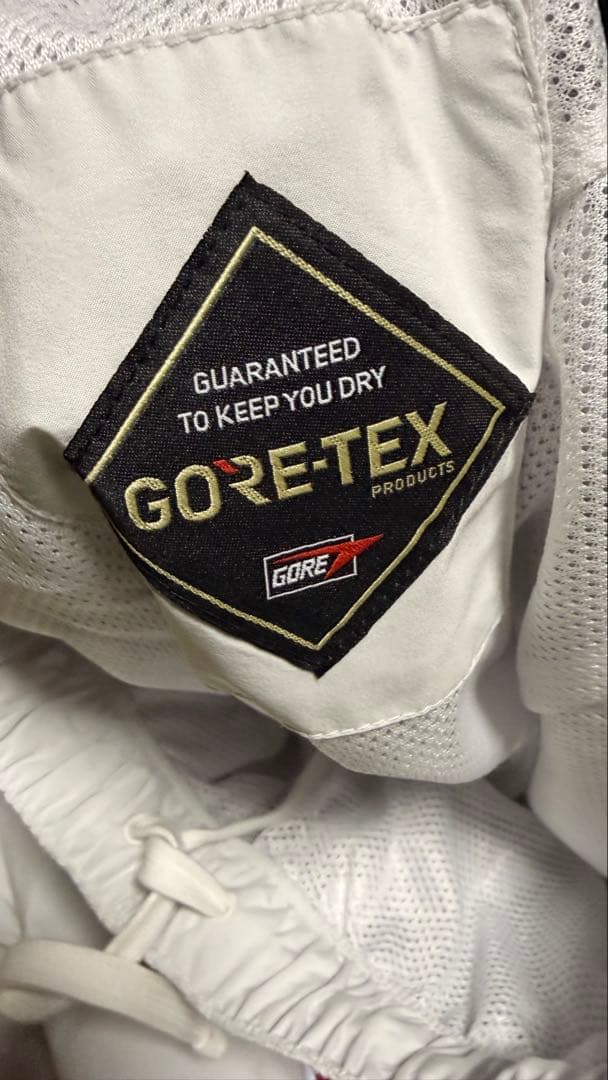 GUARANTEED
TO KEEP YOU DRY
GORE-TEX
PRODUCTS
GORE